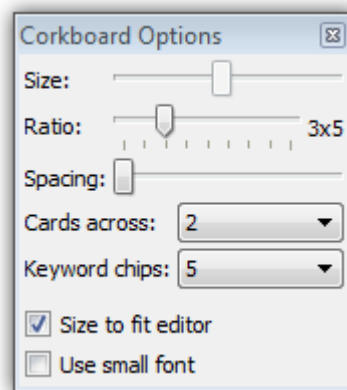 Corkboard Options
Size:
Ratio: 3x5
Spacing:
Cards across: 2
Keyword chips: 5
Size to fit editor
Use small font